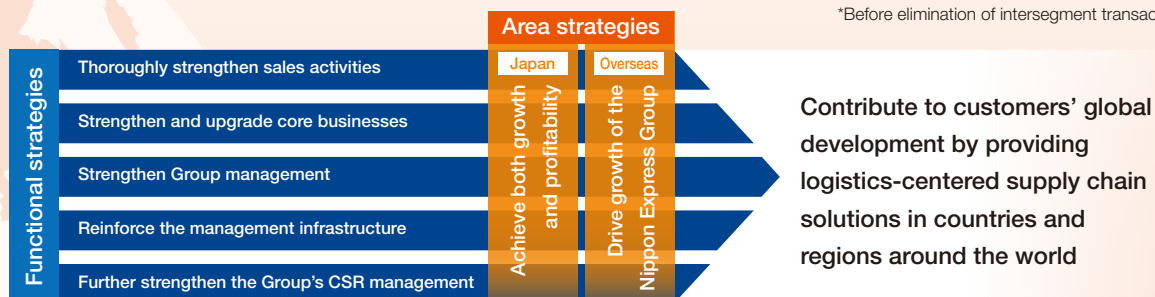 *Before elimination of intersegment
Area strategies
Japan
Overseas
Functional strategies
Thoroughly strengthen sales activities
Strengthen and upgrade core businesses
Strengthen Group management
Reinforce the management infrastructure
Further strengthen the Group's CSR management
Achieve both growth
and profitability
Drive growth of the
Nippon Express Group
Contribute to customers' global
development by providing
logistics-centered supply chain
solutions in countries and
regions around the world